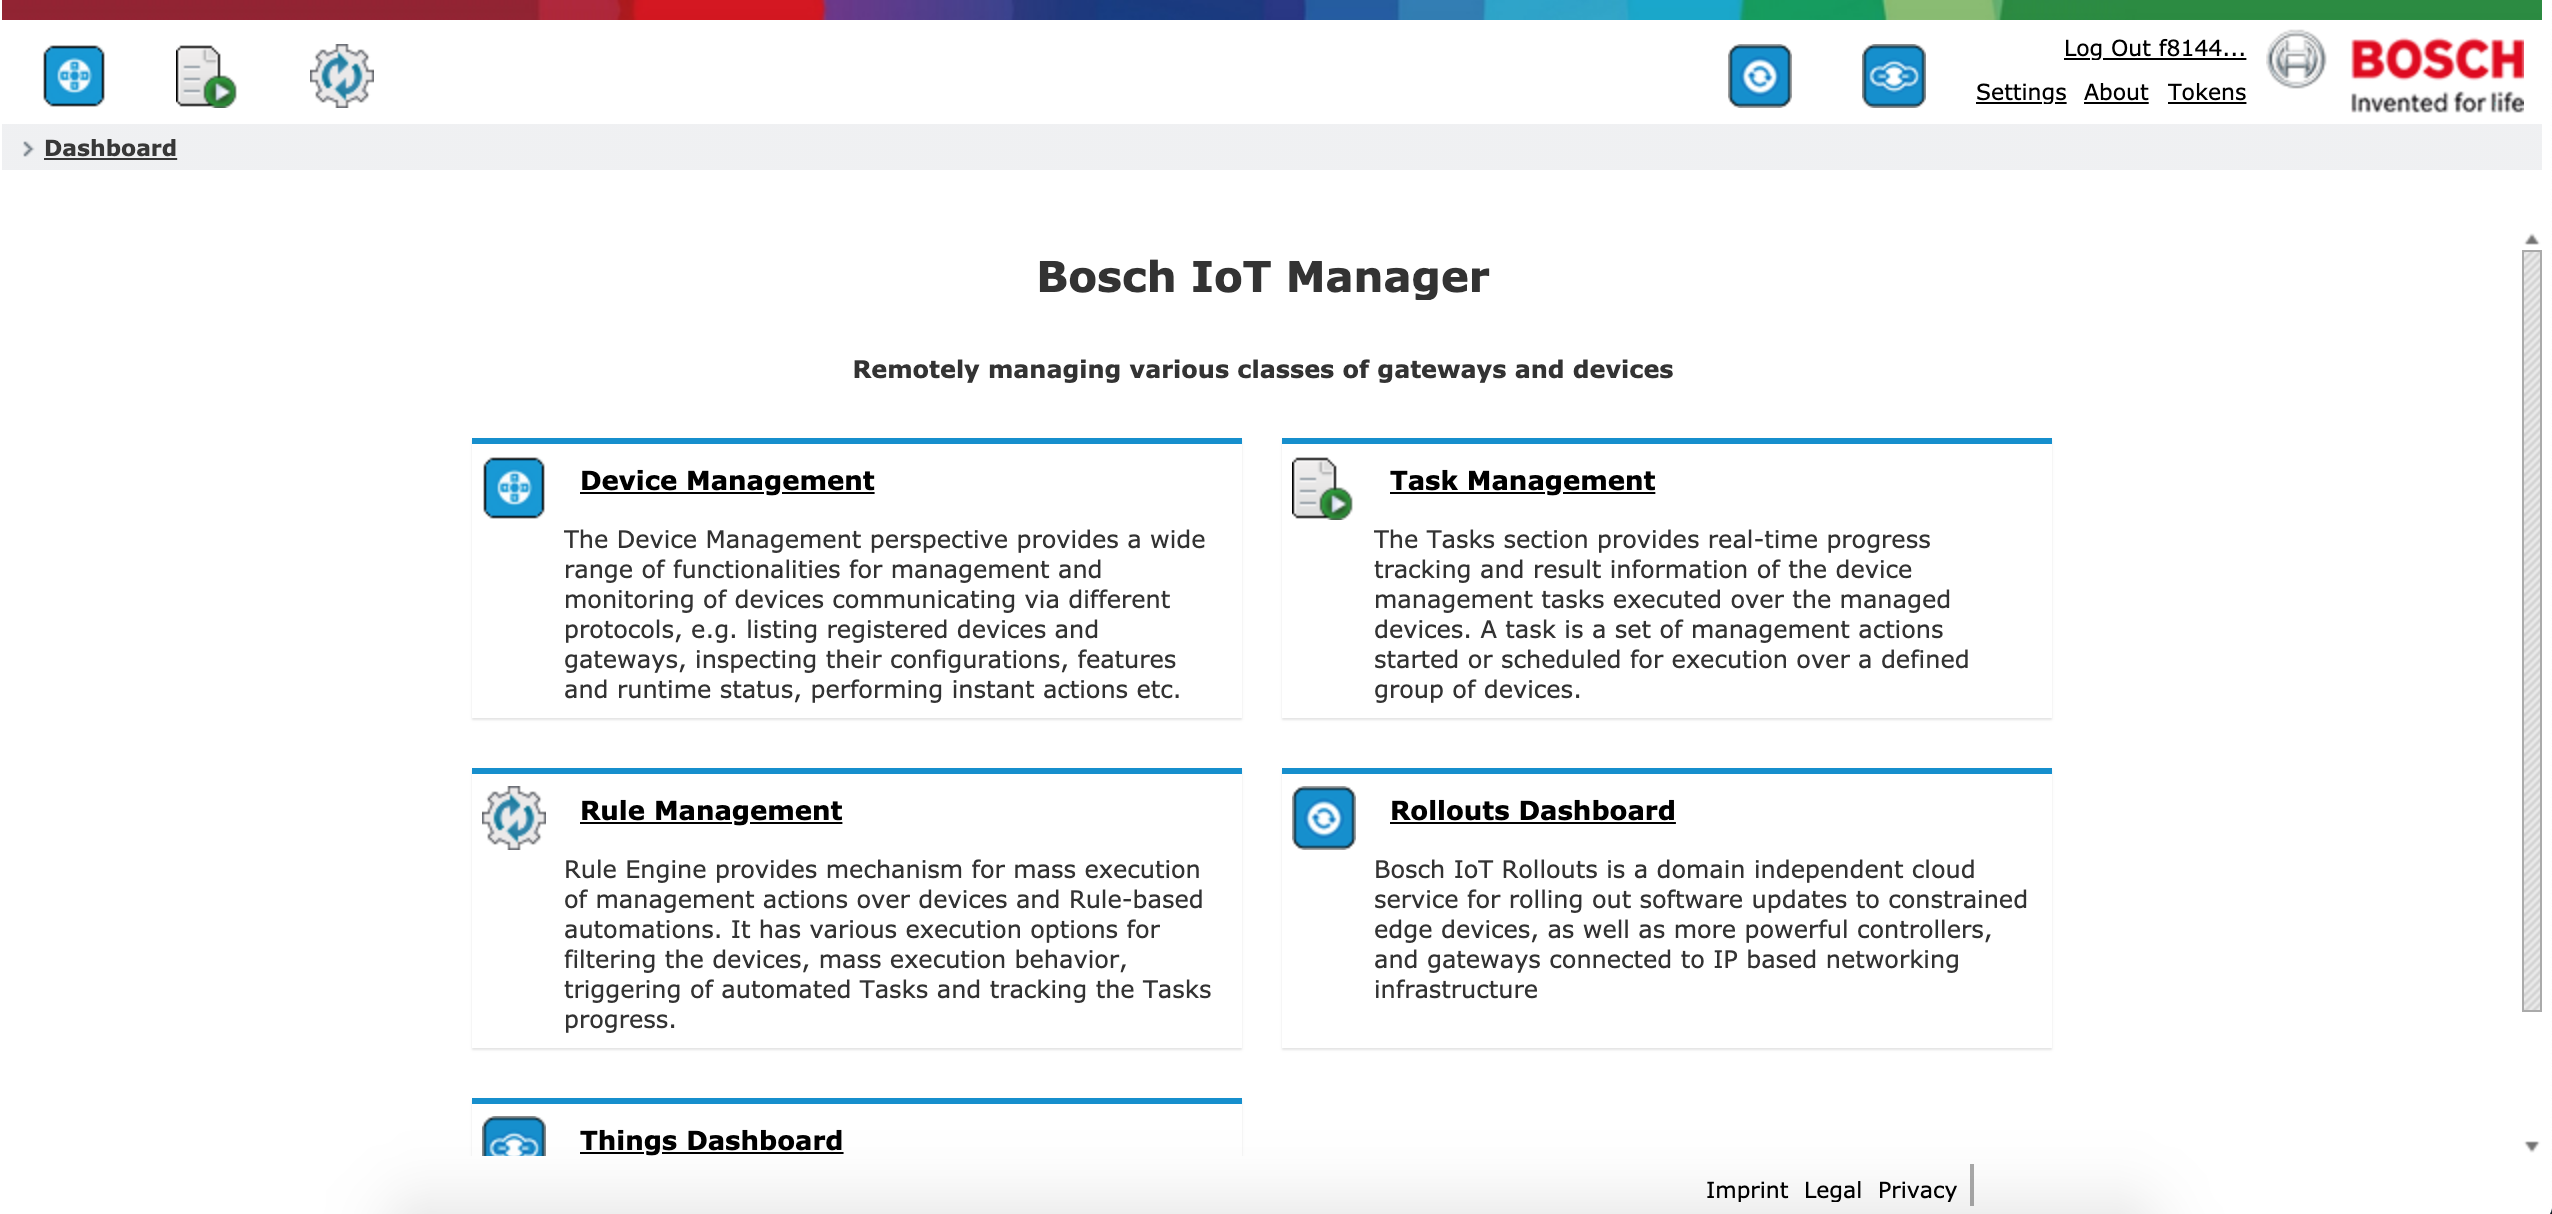 Log Out f8144...
Settings About Tokens
BOSCH
Invented for life
Dashboard
Bosch IoT Manager
Remotely managing various classes of gateways and devices
Device Management
The Device Management perspective provides a wide
range of functionalities for management and
monitoring of devices communicating via different
protocols, e.g. listing registered devices and
gateways, inspecting their configurations, features
and runtime status, performing instant actions etc.
Task Management
The Tasks section provides real-time progress
tracking and result information of the device
management tasks executed over the managed
devices. A task is a set of management actions
started or scheduled for execution over a defined
group of devices.
Rule Management
Rule Engine provides mechanism for mass execution
of management actions over devices and Rule-based
automations. It has various execution options for
filtering the devices, mass execution behavior,
triggering of automated Tasks and tracking the Tasks
progress.
Rollouts Dashboard
Bosch IoT Rollouts is a domain independent cloud
service for rolling out software updates to constrained
edge devices, as well as more powerful controllers,
and gateways connected to IP based networking
infrastructure
Things Dashboard
Imprint Legal Privacy